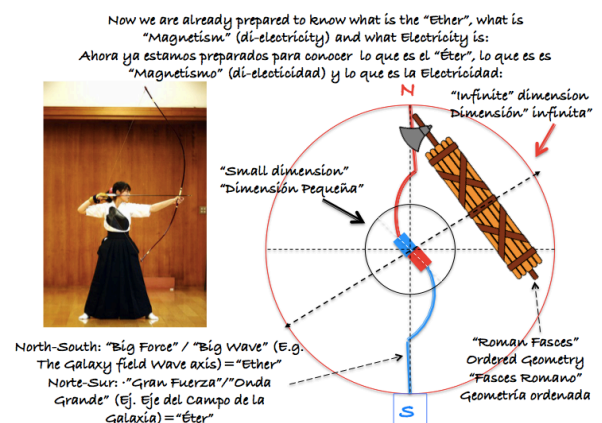 Now we are already prepared to know what is the “Ether”, what is
“Magnetism” (di-electricity) and what Electricity is:
Ahora ya estamos preparados para conocer lo que es el “Éter”, lo que es es
“Magnetismo” (di-electicidad) y lo que es la Electricidad:
N
“Infinite” dimension
Dimensión” infinita”
“Small dimension”
“Dimensión Pequeña”
North-South: “Big Force” / “Big Wave” (E.g.
The Galaxy field Wave axis)=“Ether”
Norte-Sur: ·”Gran Fuerza”/”Onda
Grande” (Ej. Eje del Campo de la
Galaxia)=“Éter”
“Roman Fasces”
Ordered Geometry
“Fasces Romano”
Geometría ordenada
S